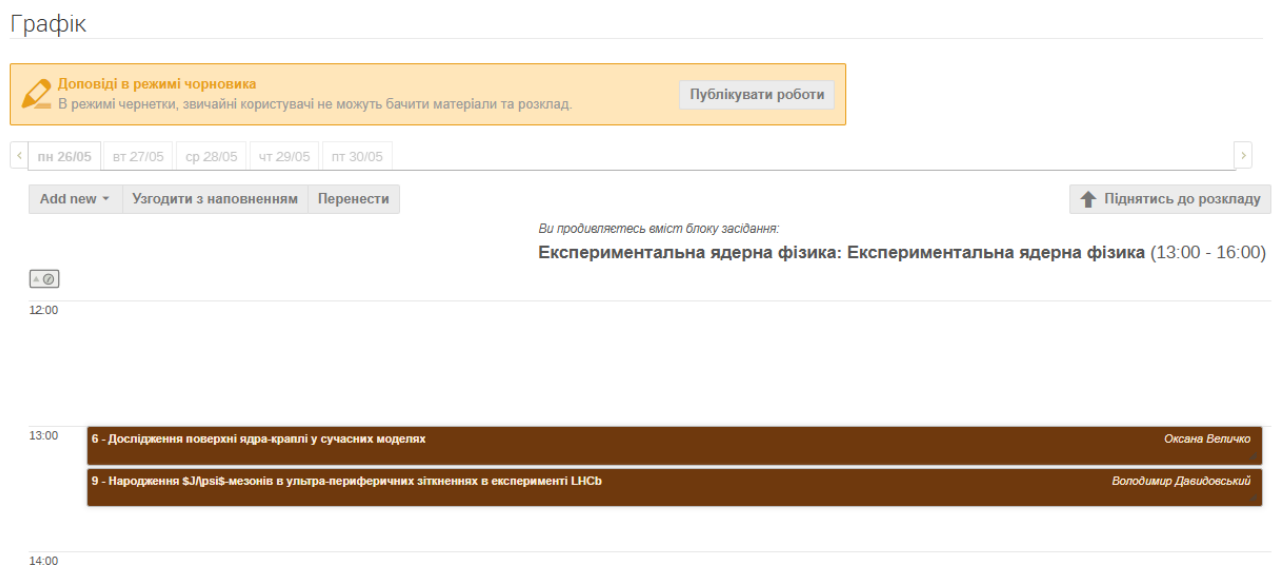 Графік
Доповіді в режимі чорновика
В режимі чернетки, звичайні користувачі не можуть бачити матеріали та розклад.
Публікувати роботи
пн 26/05 вт 27/05 ср 28/05 чт 29/05 пт 30/05
Add new Узгодити з наповненням Перенести Піднятись до розкладу
Ви продивляєтесь вміст блоку засідання:
Експериментальна ядерна фізика: Експериментальна ядерна фізика (13:00 - 16:00)
12:00
13:00 6 - Дослідження поверхні ядра-краплі у сучасних моделях Оксана Величко
9 - Народження $J/\psi$-мезонів в ультра-периферичних зіткненнях в експерименті LHCb Володимир Давидовський
14:00